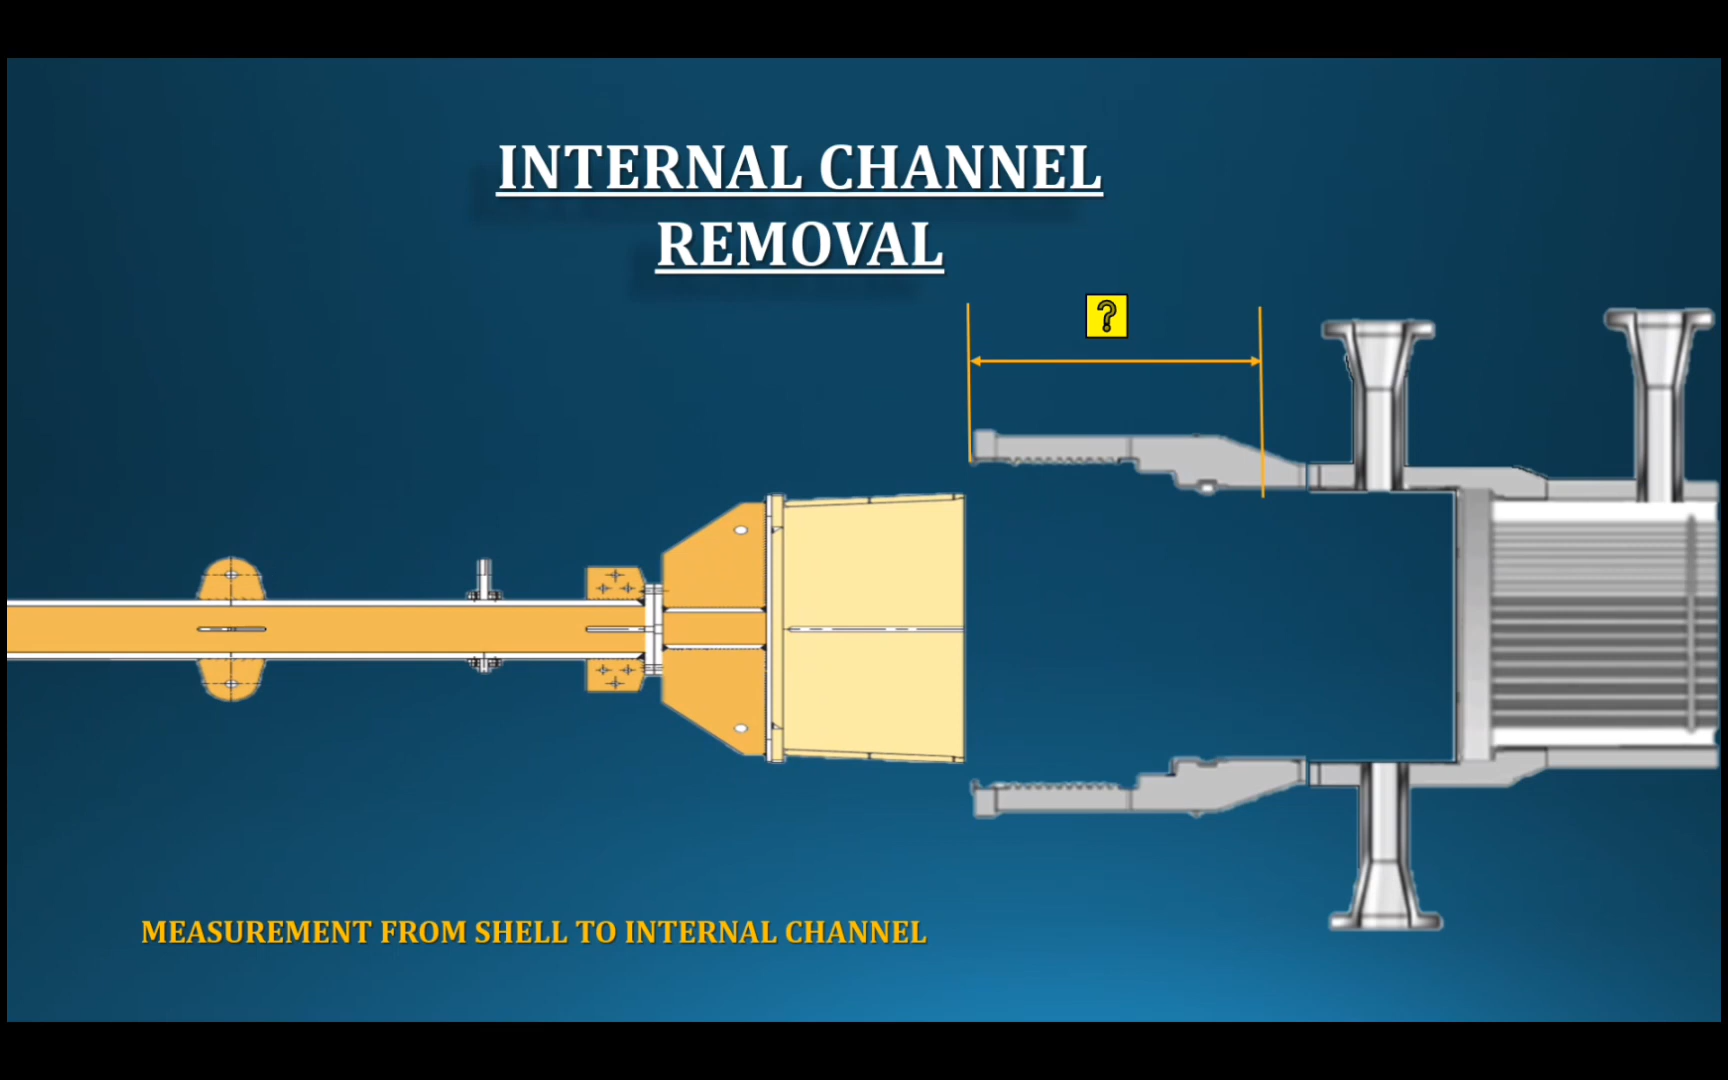 INTERNAL CHANNEL
REMOVAL
?
MEASUREMENT FROM SHELL TO INTERNAL CHANNEL